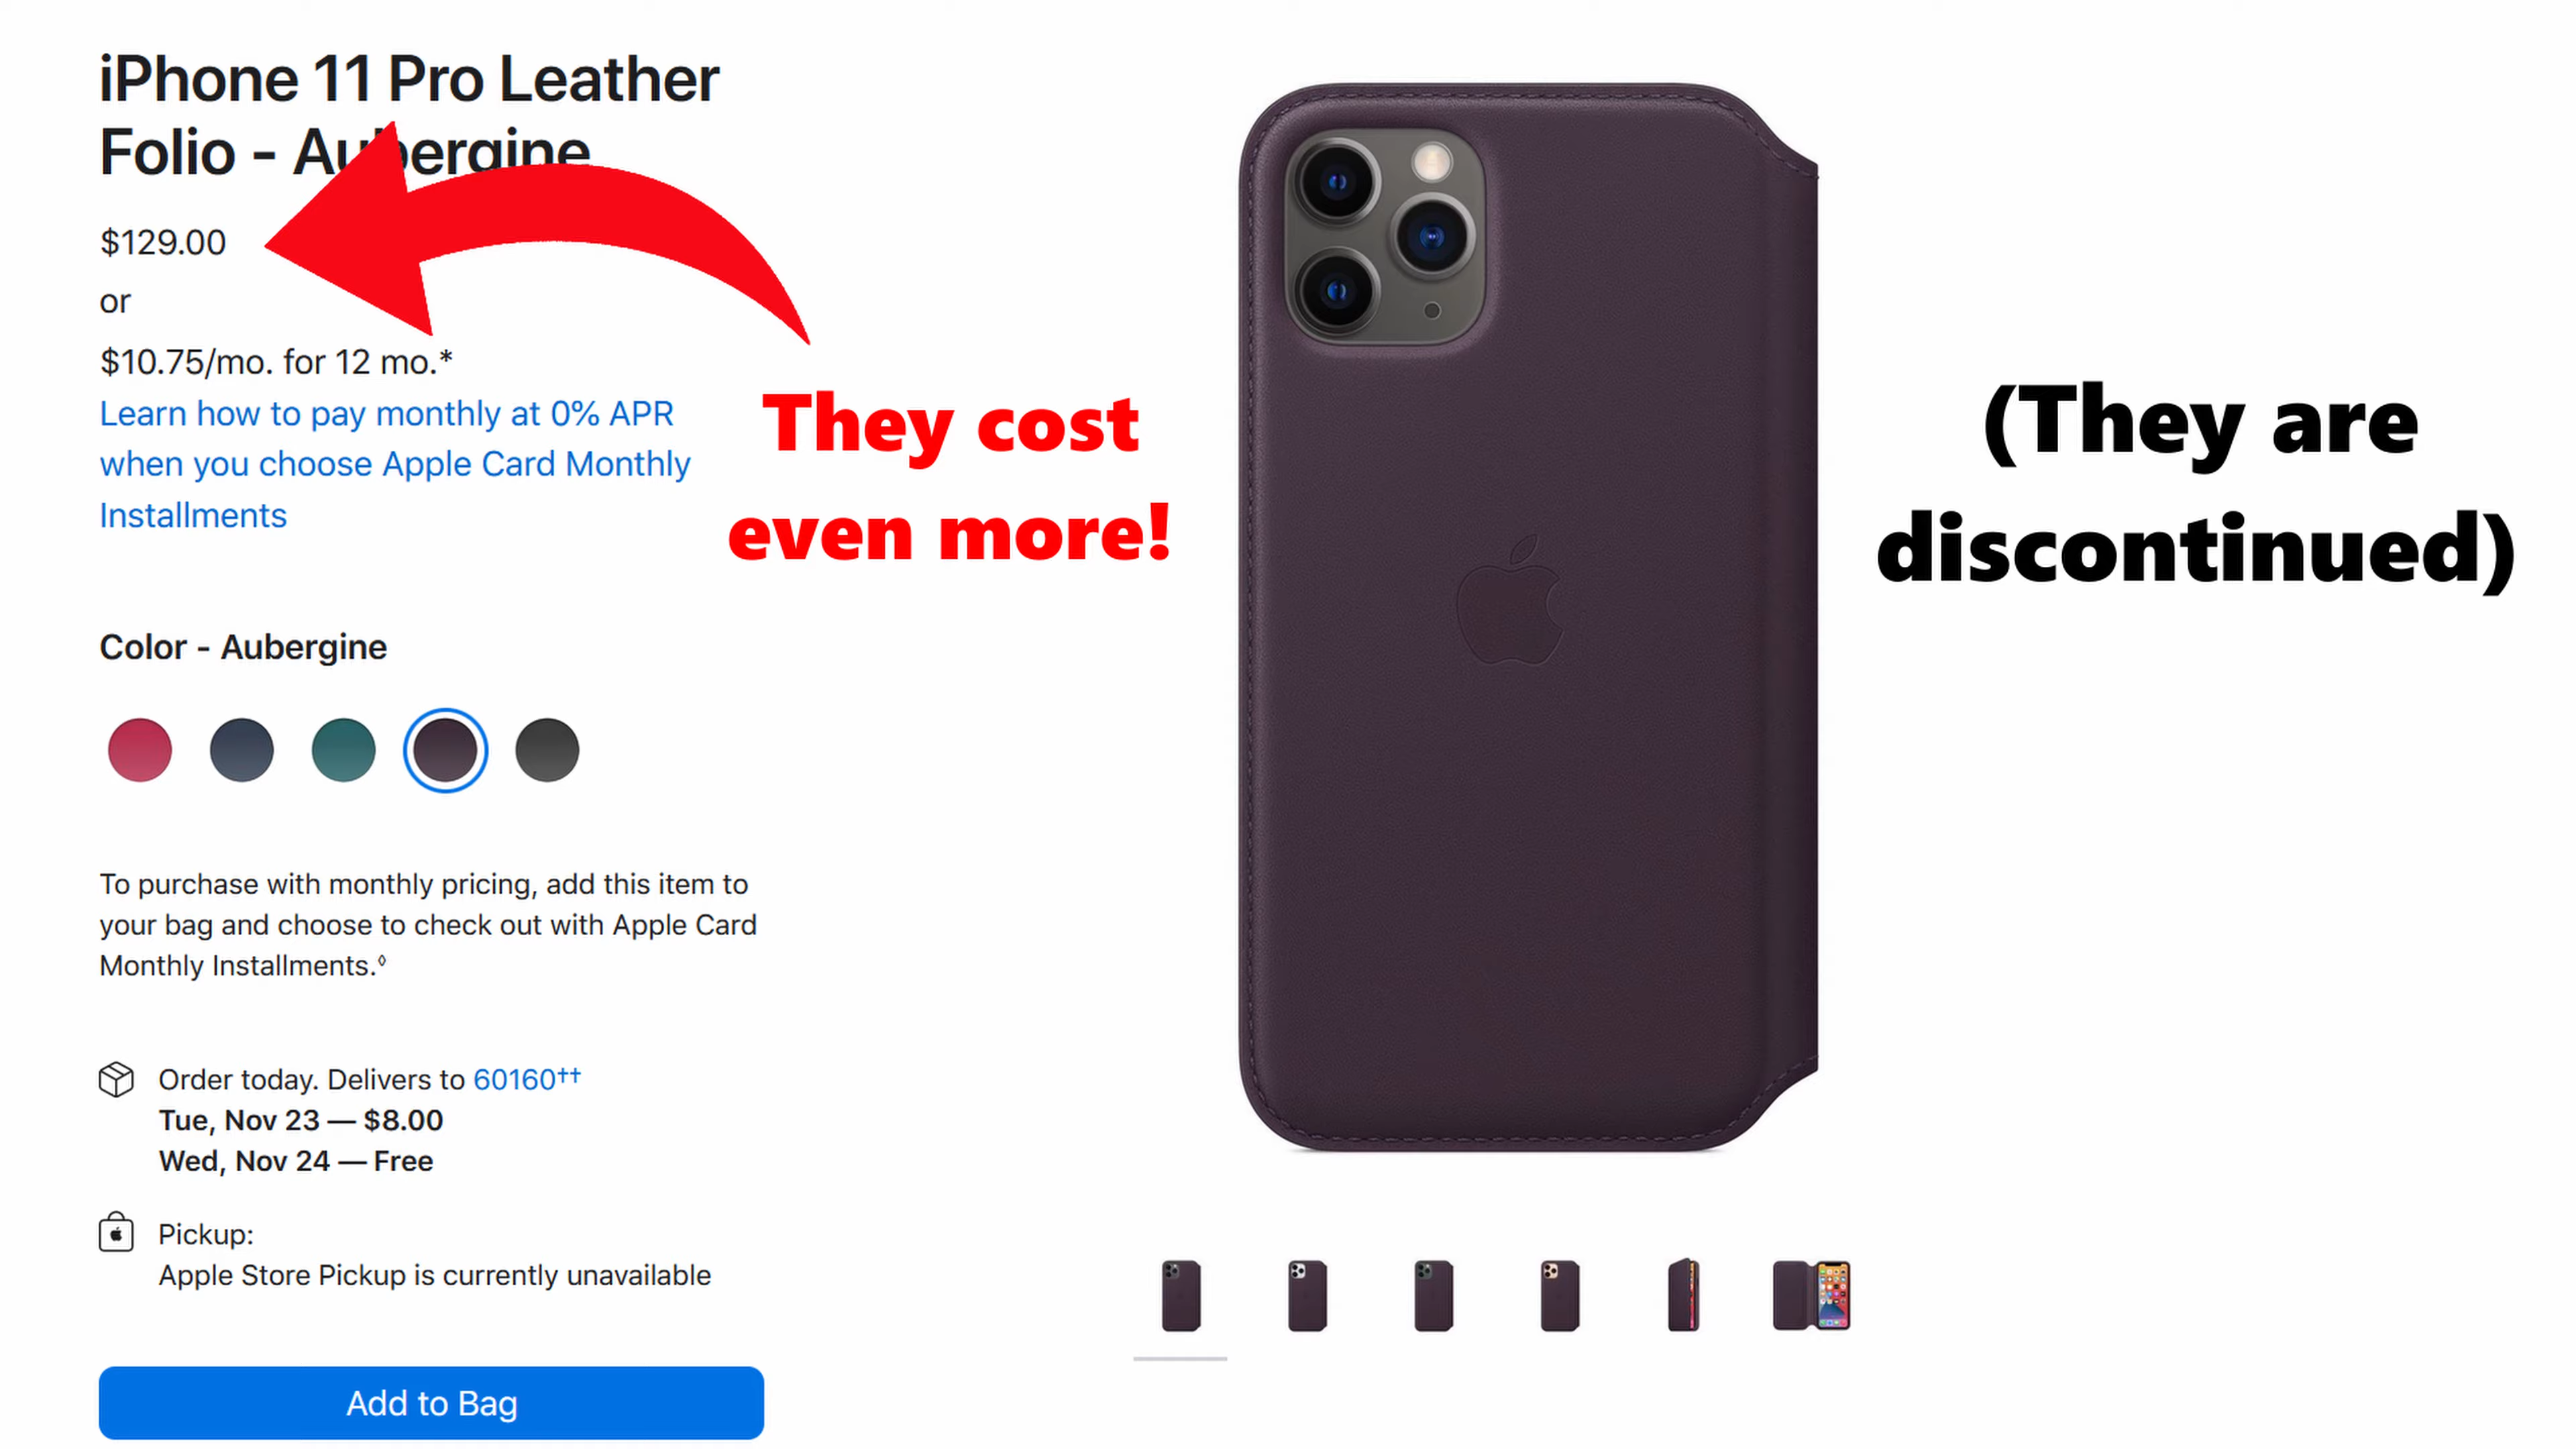 iPhone 11 Pro Leather
Folio - Aubergine
$129.00
or
$10.75/mo. for 12 mo.*
Learn how to pay monthly at 0% APR
when you choose Apple Card Monthly
Installments
They cost
even more!
(They are
discontinued)
Color - Aubergine
To purchase with monthly pricing, add this item to
your bag and choose to check out with Apple Card
Monthly Installments.◊
Order today. Delivers to 60160††
Tue, Nov 23 — $8.00
Wed, Nov 24 — Free
Pickup:
Apple Store Pickup is currently unavailable
Add to Bag